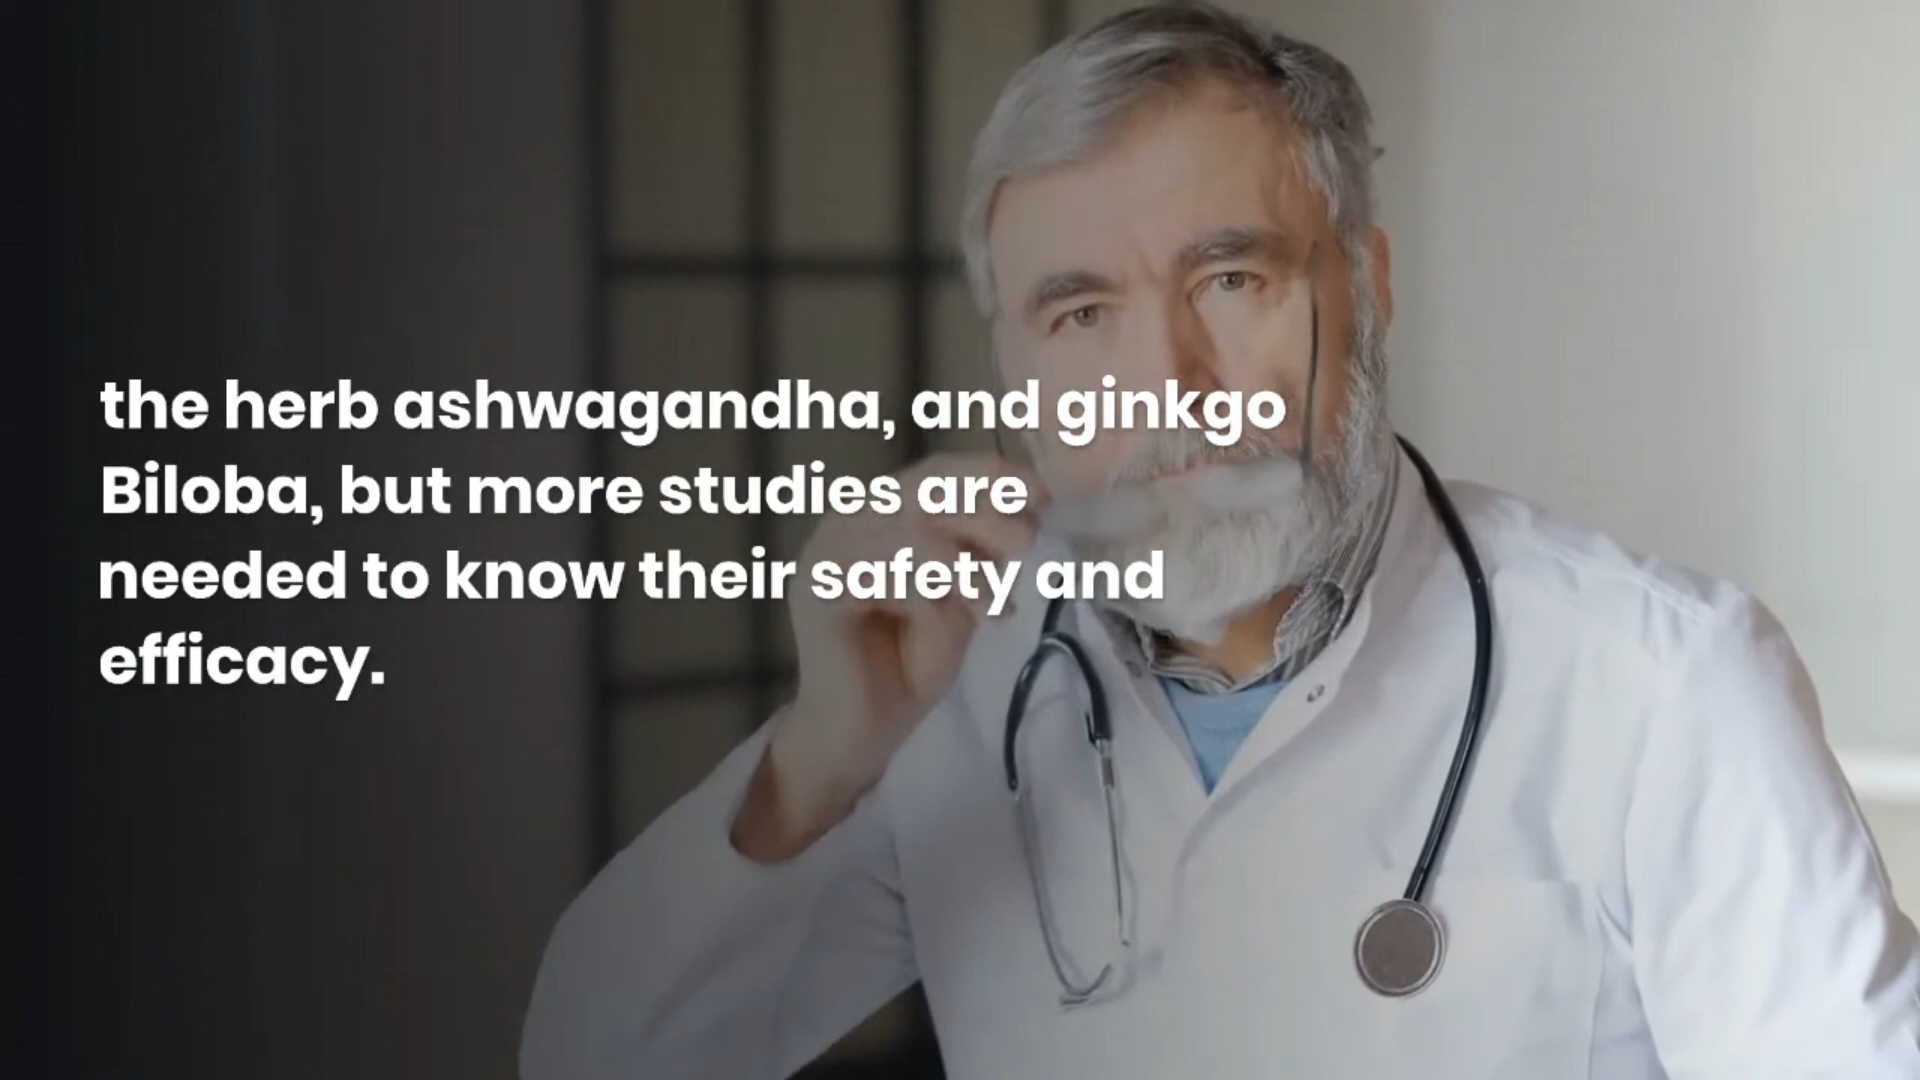 the herb ashwagandha, and ginkgo
Biloba, but more studies are
needed to know their safety and
efficacy.